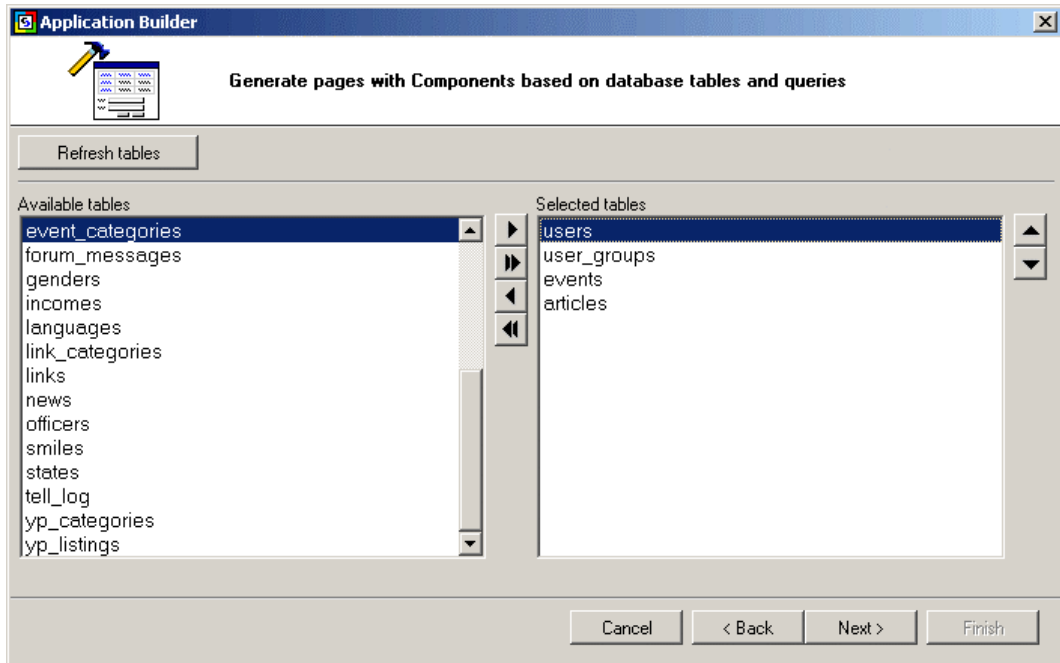 Application Builder
Generate pages with Components based on database tables and queries
Refresh tables
Available tables
event_categories
forum_messages
genders
incomes
languages
link_categories
links
news
officers
smiles
states
tell_log
yp_categories
yp_listings
Selected tables
users
user_groups
events
articles
Cancel
< Back
Next >
Finish